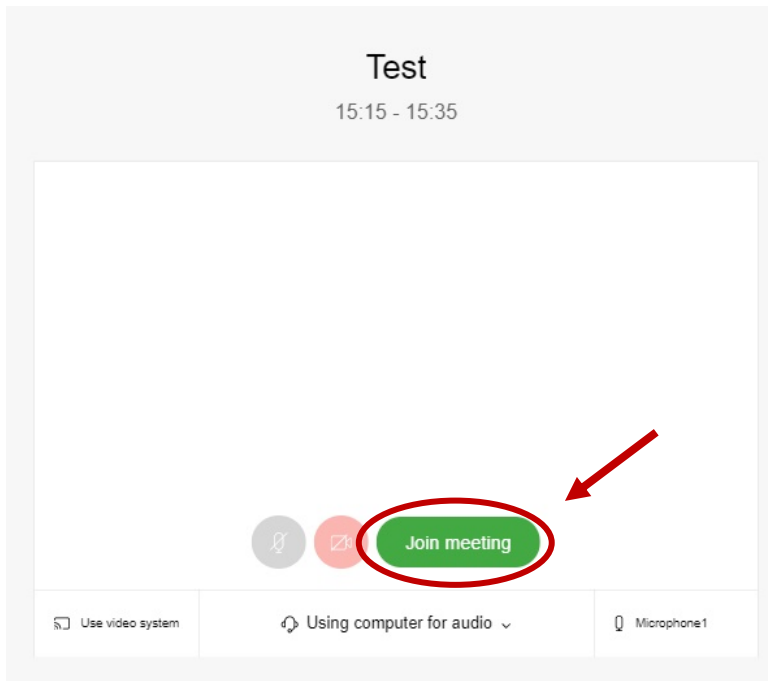 Test
15:15 - 15:35
Join meeting
Use video system
Using computer for audio
Microphone1